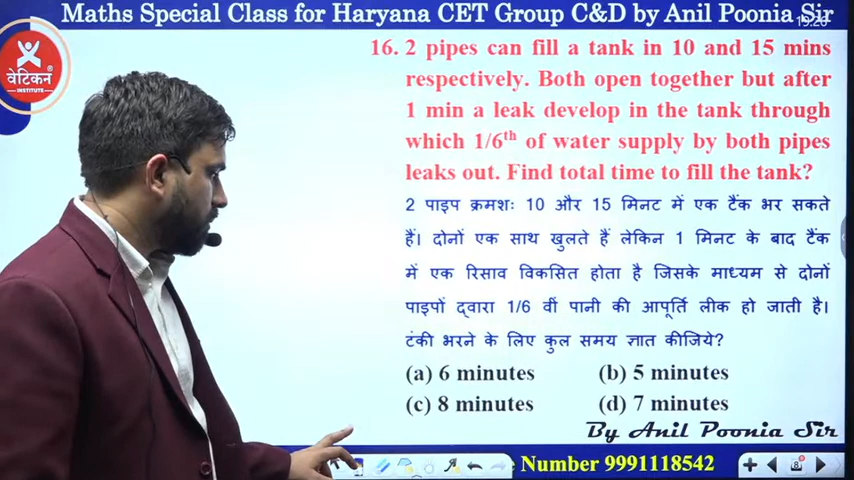 Maths Special Class for Haryana CET Group C&D by Anil Poonia Sir
वेटिकन
INSTITUTE
16. 2 pipes can fill a tank in 10 and 15 mins
respectively. Both open together but after
1 min a leak develop in the tank through
which 1/6th of water supply by both pipes
leaks out. Find total time to fill the tank?
2 पाइप क्रमशः 10 और 15 मिनट में एक टैंक भर सकते
हैं। दोनों एक साथ खुलते हैं लेकिन 1 मिनट के बाद टैंक
में एक रिसाव विकसित होता है जिसके माध्यम से दोनों
पाइपों द्वारा 1/6 वीं पानी की आपूर्ति लीक हो जाती है।
टंकी भरने के लिए कुल समय ज्ञात कीजिये?
(a) 6 minutes (b) 5 minutes
(c) 8 minutes (d) 7 minutes
By Anil Poonia Sir
Number 9991118542
8